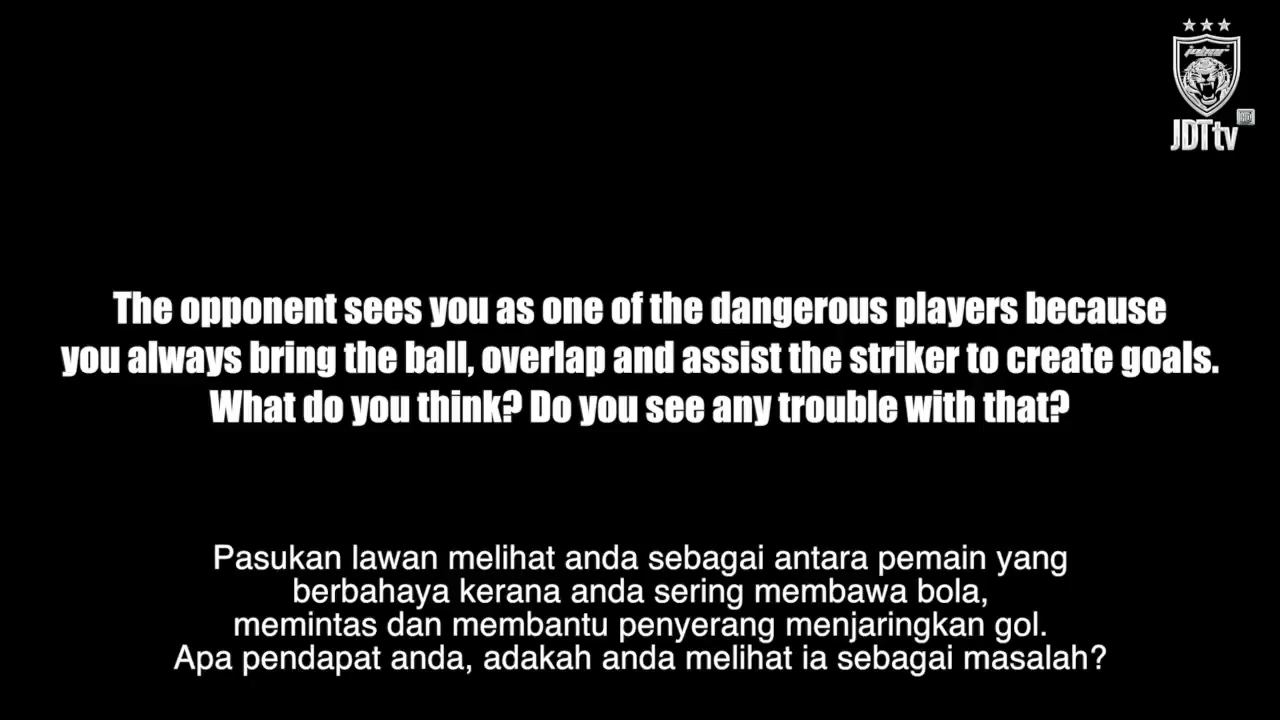 JDTtv
HD
The opponent sees you as one of the dangerous players because
you always bring the ball, overlap and assist the striker to create goals.
What do you think? Do you see any trouble with that?
Pasukan lawan melihat anda sebagai antara pemain yang
berbahaya kerana anda sering membawa bola,
memintas dan membantu penyerang menjaringkan gol.
Apa pendapat anda, adakah anda melihat ia sebagai masalah?